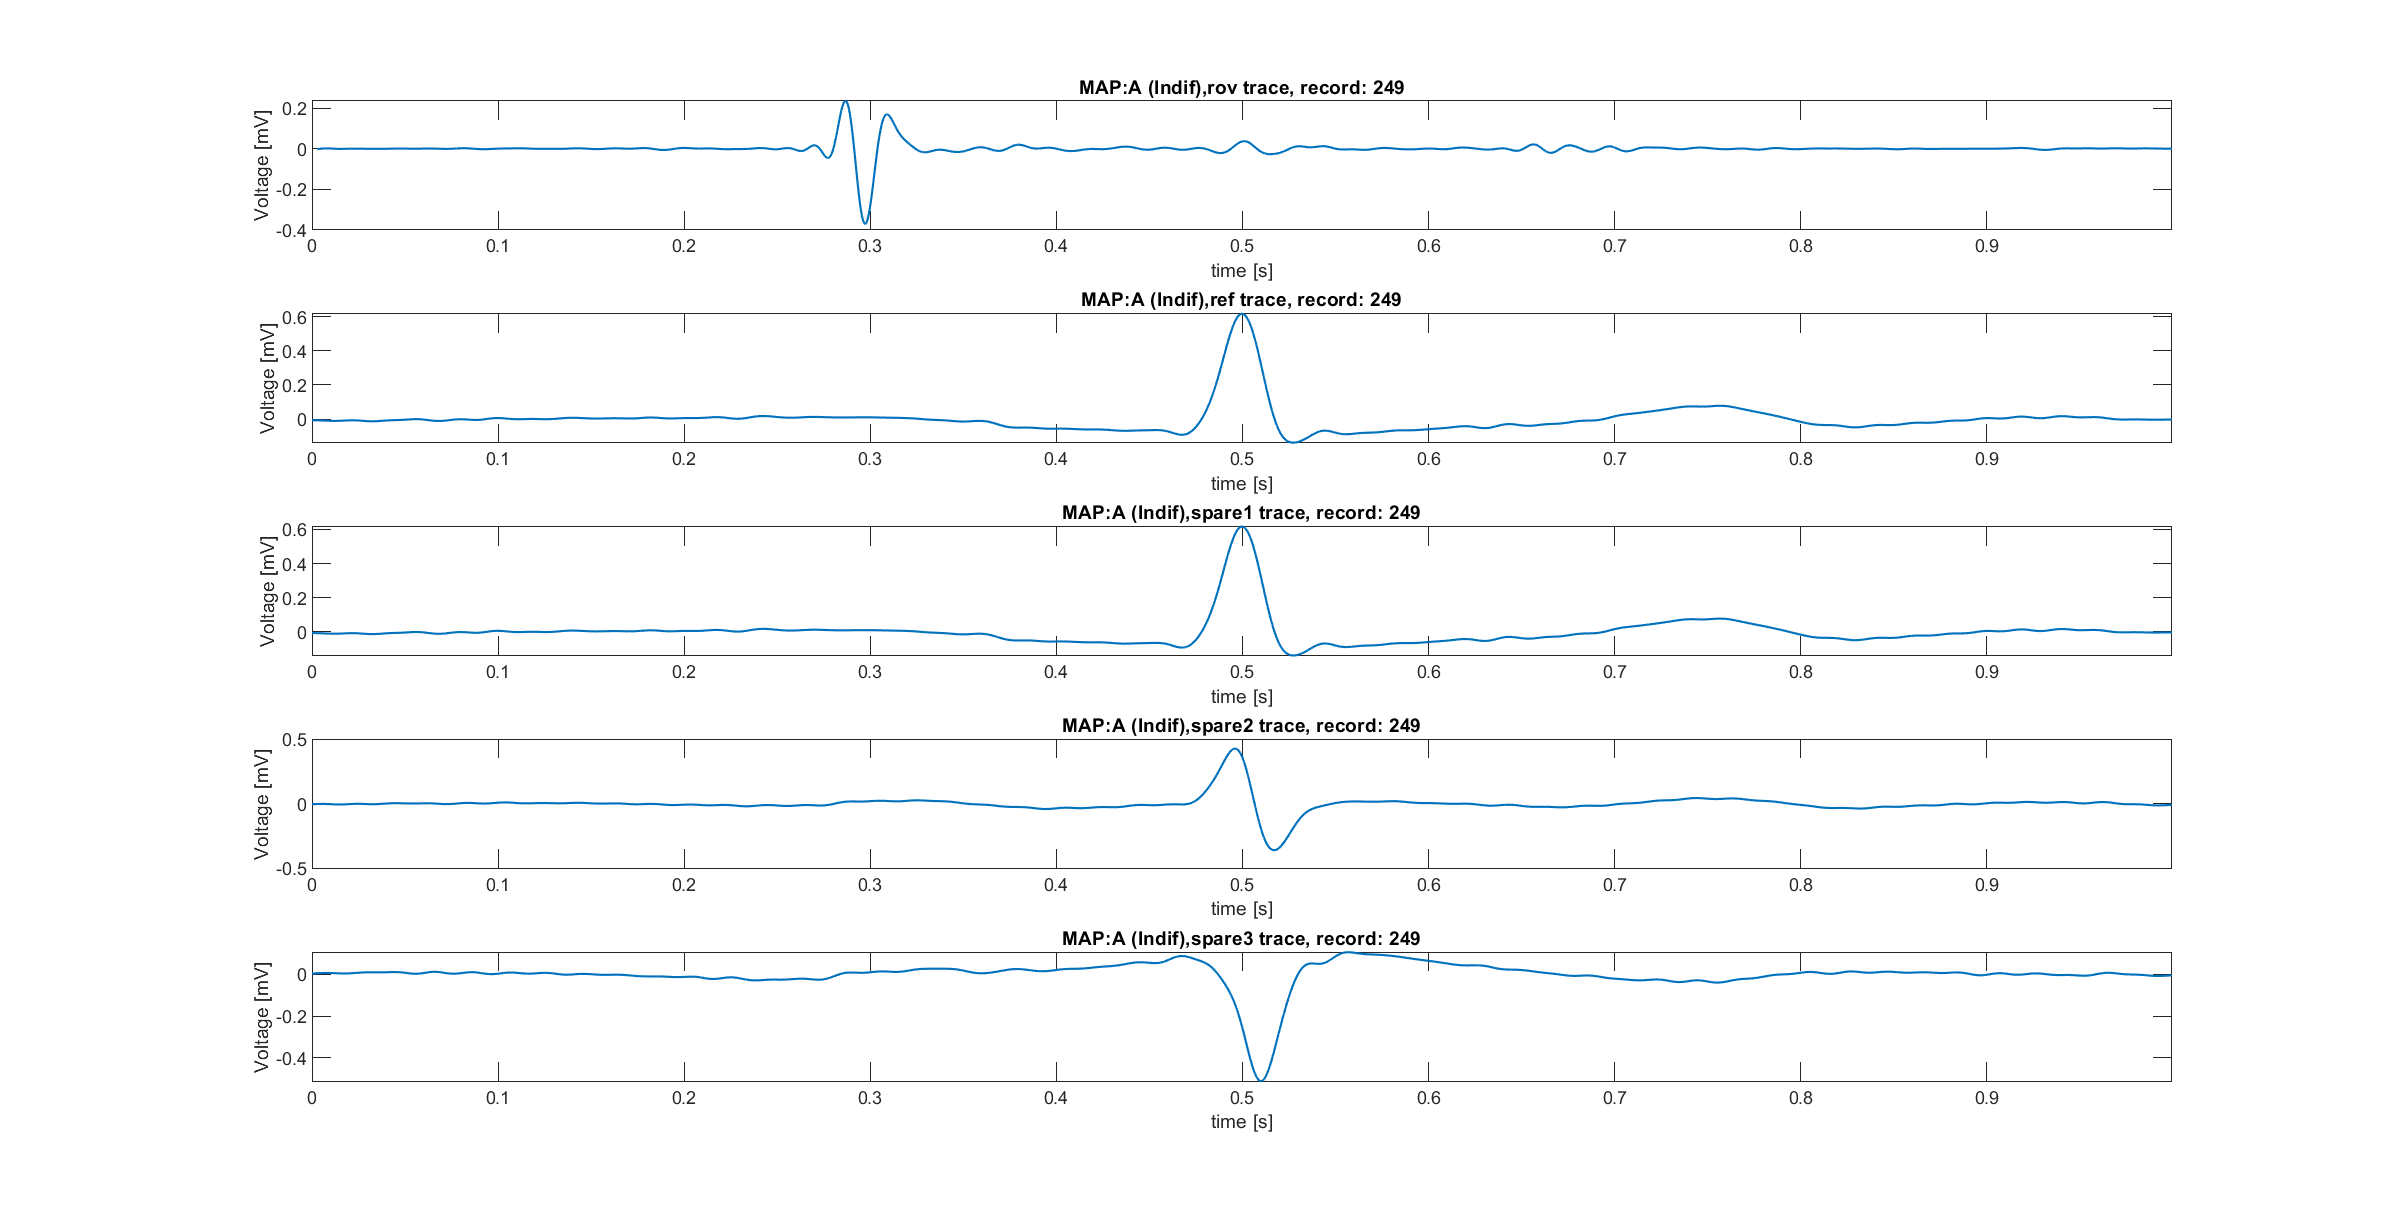 MAP:A (Indif),rov trace, record: 249
Voltage [mV]
0.2
0
-0.2
-0.4
0 0.1 0.2 0.3 0.4 0.5 0.6 0.7 0.8 0.9
time [s]
MAP:A (Indif),ref trace, record: 249
Voltage [mV]
0.6
0.4
0.2
0
0 0.1 0.2 0.3 0.4 0.5 0.6 0.7 0.8 0.9
time [s]
MAP:A (Indif),spare1 trace, record: 249
Voltage [mV]
0.6
0.4
0.2
0
0 0.1 0.2 0.3 0.4 0.5 0.6 0.7 0.8 0.9
time [s]
MAP:A (Indif),spare2 trace, record: 249
Voltage [mV]
0.5
0
-0.5
0 0.1 0.2 0.3 0.4 0.5 0.6 0.7 0.8 0.9
time [s]
MAP:A (Indif),spare3 trace, record: 249
Voltage [mV]
0
-0.2
-0.4
0 0.1 0.2 0.3 0.4 0.5 0.6 0.7 0.8 0.9
time [s]